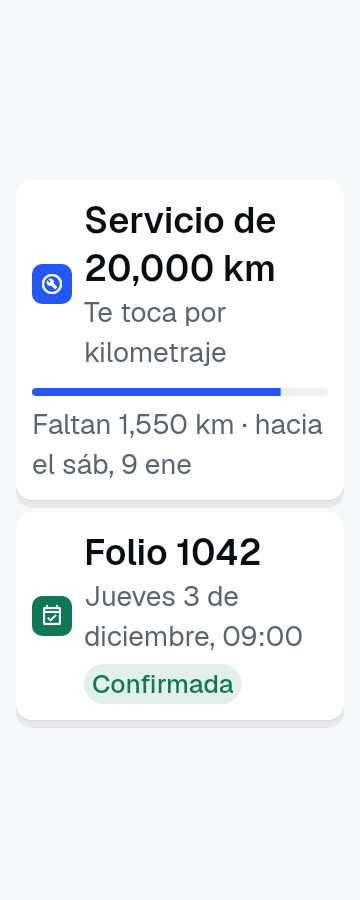 Servicio de
20,000 km
Te toca por
kilometraje
Faltan 1,550 km · hacia
el sáb, 9 ene
Folio 1042
Jueves 3 de
diciembre, 09:00
Confirmada